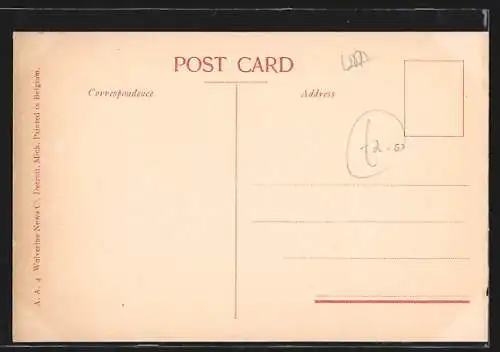 POST CARD
Correspondence
Address
A. A. 4 Wolverine News Co. Detroit, Mich. Printed in Belgium.